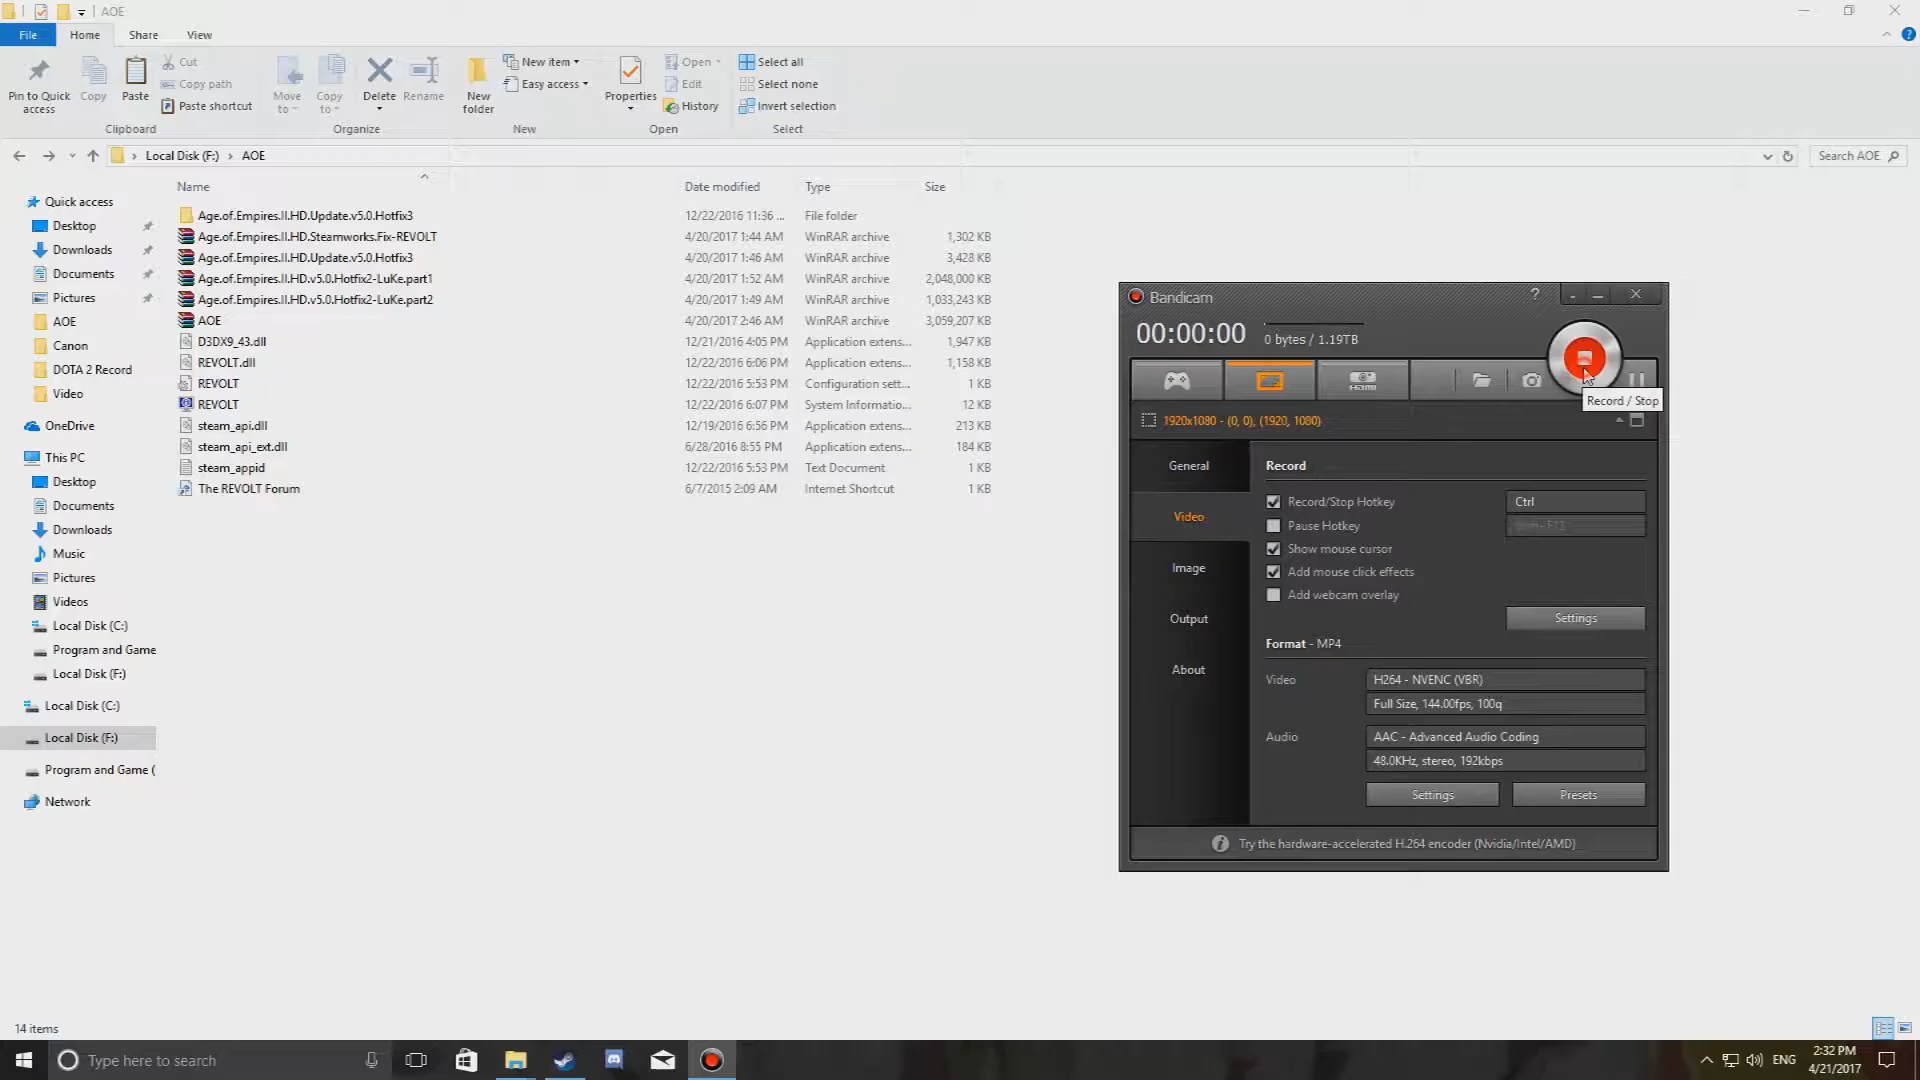 AOE
File
Home
Share
View
Pin to Quick access
Copy
Paste
Cut
Copy path
Paste shortcut
Clipboard
Move to
Copy to
Delete
Rename
Organize
New folder
New item
Easy access
New
Properties
Open
Edit
History
Open
Select all
Select none
Invert selection
Select
Local Disk (F:)
AOE
Search AOE
Name
Date modified
Type
Size
Age.of.Empires.II.HD.Update.v5.0.Hotfix3 12/22/2016 11:36 ... File folder
Age.of.Empires.II.HD.Steamworks.Fix-REVOLT 4/20/2017 1:44 AM WinRAR archive 1,302 KB
Age.of.Empires.II.HD.Update.v5.0.Hotfix3 4/20/2017 1:46 AM WinRAR archive 3,428 KB
Age.of.Empires.II.HD.v5.0.Hotfix2-LuKe.part1 4/20/2017 1:52 AM WinRAR archive 2,048,000 KB
Age.of.Empires.II.HD.v5.0.Hotfix2-LuKe.part2 4/20/2017 1:49 AM WinRAR archive 1,033,243 KB
AOE 4/20/2017 2:46 AM WinRAR archive 3,059,207 KB
D3DX9_43.dll 12/21/2016 4:05 PM Application extens... 1,947 KB
REVOLT.dll 12/22/2016 6:06 PM Application extens... 1,158 KB
REVOLT 12/22/2016 5:53 PM Configuration sett... 1 KB
REVOLT 12/22/2016 6:07 PM System Informatio... 12 KB
steam_api.dll 12/19/2016 6:56 PM Application extens... 213 KB
steam_api_ext.dll 6/28/2016 8:55 PM Application extens... 184 KB
steam_appid 12/22/2016 5:53 PM Text Document 1 KB
The REVOLT Forum 6/7/2015 2:09 AM Internet Shortcut 1 KB
Quick access
Desktop
Downloads
Documents
Pictures
AOE
Canon
DOTA 2 Record
Video
OneDrive
This PC
Desktop
Documents
Downloads
Music
Pictures
Videos
Local Disk (C:)
Program and Game
Local Disk (F:)
Local Disk (C:)
Local Disk (F:)
Program and Game (
Network
14 items
Bandicam
?
00:00:00
0 bytes / 1.19TB
HDMI
Record / Stop
1920x1080 - (0, 0), (1920, 1080)
General
Video
Image
Output
About
Record
Record/Stop Hotkey Ctrl
Pause Hotkey
Show mouse cursor
Add mouse click effects
Add webcam overlay
Settings
Format - MP4
Video H264 - NVENC (VBR)
Full Size, 144.00fps, 100q
Audio AAC - Advanced Audio Coding
48.0KHz, stereo, 192kbps
Settings
Presets
Try the hardware-accelerated H.264 encoder (Nvidia/Intel/AMD)
Type here to search
ENG
2:32 PM
4/21/2017